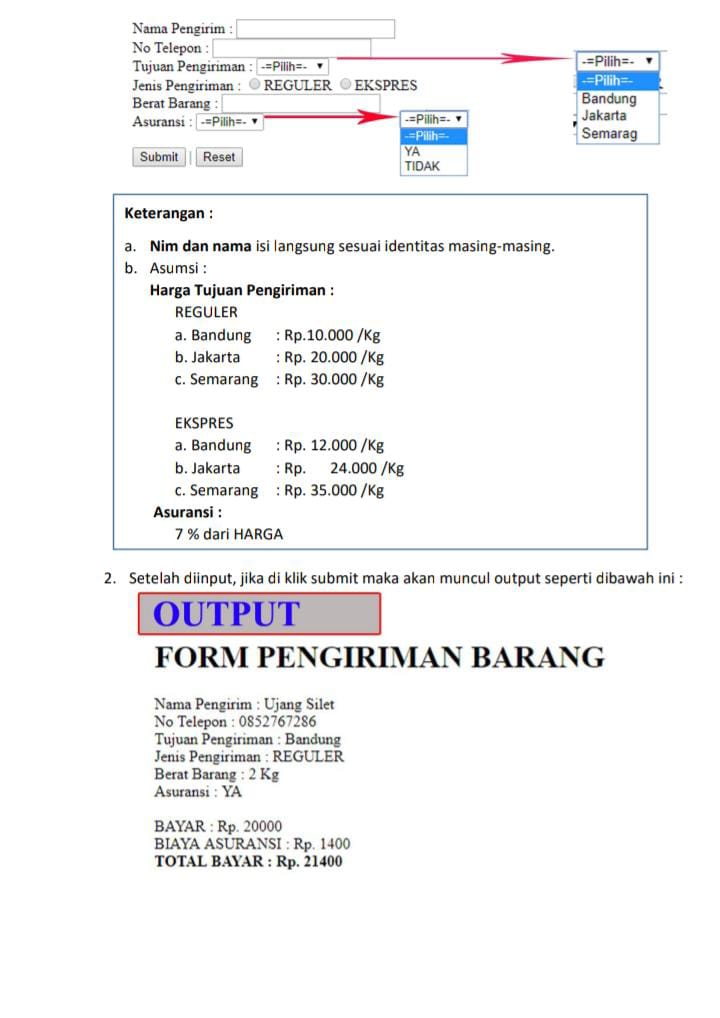 Nama Pengirim :
No Telepon :
Tujuan Pengiriman : -=Pilih=-
Jenis Pengiriman : REGULER EKSPRES
Berat Barang :
Asuransi : -=Pilih=-
Submit | Reset
-=Pilih=-
-=Pilih=-
Bandung
Jakarta
Semarag
-=Pilih=-
-=Pilih=-
YA
TIDAK
Keterangan :
a. Nim dan nama isi langsung sesuai identitas masing-masing.
b. Asumsi :
Harga Tujuan Pengiriman :
REGULER
a. Bandung : Rp.10.000 /Kg
b. Jakarta : Rp. 20.000 /Kg
c. Semarang : Rp. 30.000 /Kg
EKSPRES
a. Bandung : Rp. 12.000 /Kg
b. Jakarta : Rp. 24.000 /Kg
c. Semarang : Rp. 35.000 /Kg
Asuransi :
7 % dari HARGA
2. Setelah diinput, jika di klik submit maka akan muncul output seperti dibawah ini :
OUTPUT
FORM PENGIRIMAN BARANG
Nama Pengirim : Ujang Silet
No Telepon : 0852767286
Tujuan Pengiriman : Bandung
Jenis Pengiriman : REGULER
Berat Barang : 2 Kg
Asuransi : YA
BAYAR : Rp. 20000
BIAYA ASURANSI : Rp. 1400
TOTAL BAYAR : Rp. 21400